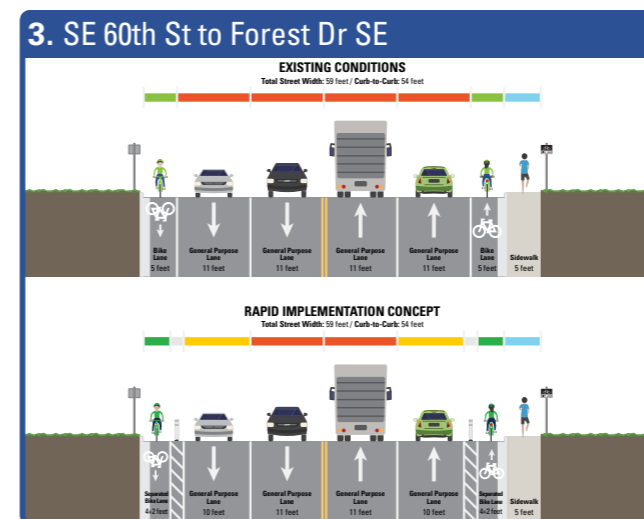 3. SE 60th St to Forest Dr SE
EXISTING CONDITIONS
Total Street Width: 59 feet / Curb-to-Curb: 54 feet
Bike Lane
5 feet
General Purpose Lane
11 feet
General Purpose Lane
11 feet
General Purpose Lane
11 feet
General Purpose Lane
11 feet
Bike Lane
5 feet
Sidewalk
5 feet
RAPID IMPLEMENTATION CONCEPT
Total Street Width: 59 feet / Curb-to-Curb: 54 feet
Separated Bike Lane
4+2 feet
General Purpose Lane
10 feet
General Purpose Lane
11 feet
General Purpose Lane
11 feet
General Purpose Lane
10 feet
Separated Bike Lane
4+2 feet
Sidewalk
5 feet